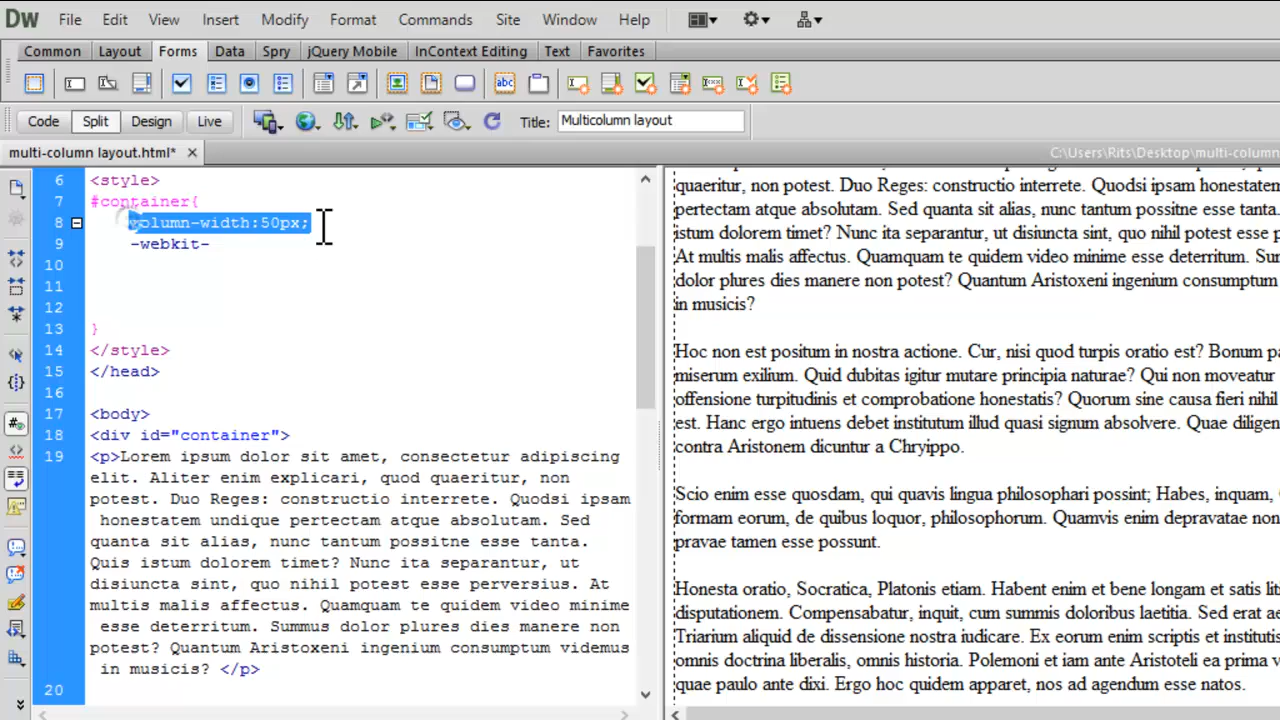 Dw File Edit View Insert Modify Format Commands Site Window Help
Common Layout Forms Data Spry jQuery Mobile InContext Editing Text Favorites
Code Split Design Live Title: Multicolumn layout
multi-column layout.html* C:\Users\Rits\Desktop\multi-column
6 <style>
7 #container{
8 column-width:50px;
9 -webkit-
10
11
12
13 }
14 </style>
15 </head>
16
17 <body>
18 <div id="container">
19 <p>Lorem ipsum dolor sit amet, consectetur adipiscing
elit. Aliter enim explicari, quod quaeritur, non
potest. Duo Reges: constructio interrete. Quodsi ipsam
honestatem undique pertectam atque absolutam. Sed
quanta sit alias, nunc tantum possitne esse tanta.
Quis istum dolorem timet? Nunc ita separantur, ut
disiuncta sint, quo nihil potest esse perversius. At
multis malis affectus. Quamquam te quidem video minime
esse deterritum. Summus dolor plures dies manere non
potest? Quantum Aristoxeni ingenium consumptum videmus
in musicis? </p>
20
quaeritur, non potest. Duo Reges: constructio interrete. Quodsi ipsam honestatem
pertectam atque absolutam. Sed quanta sit alias, nunc tantum possitne esse tanta.
istum dolorem timet? Nunc ita separantur, ut disiuncta sint, quo nihil potest esse p
At multis malis affectus. Quamquam te quidem video minime esse deterritum. Sum
dolor plures dies manere non potest? Quantum Aristoxeni ingenium consumptum
in musicis?
Hoc non est positum in nostra actione. Cur, nisi quod turpis oratio est? Bonum pa
miserum exilium. Quid dubitas igitur mutare principia naturae? Qui non moveatur
offensione turpitudinis et comprobatione honestatis? Quorum sine causa fieri nihil
est. Hanc ergo intuens debet institutum illud quasi signum absolvere. Quae diligen
contra Aristonem dicuntur a Chryippo.
Scio enim esse quosdam, qui quavis lingua philosophari possint; Habes, inquam,
formam eorum, de quibus loquor, philosophorum. Quamvis enim depravatae non
pravae tamen esse possunt.
Honesta oratio, Socratica, Platonis etiam. Habent enim et bene longam et satis liti
disputationem. Compensabatur, inquit, cum summis doloribus laetitia. Sed erat ae
Triarium aliquid de dissensione nostra iudicare. Ex eorum enim scriptis et institutis
omnis doctrina liberalis, omnis historia. Polemoni et iam ante Aristoteli ea prima v
quae paulo ante dixi. Ergo hoc quidem apparet, nos ad agendum esse natos.